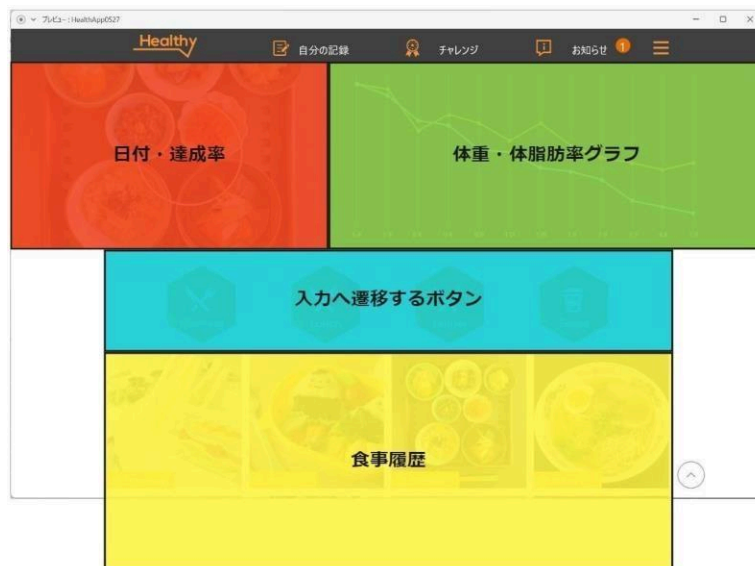 プレビュー: HealthApp0527
Healthy
自分の記録
チャレンジ
お知らせ 1
日付・達成率
体重・体脂肪率グラフ
入力へ遷移するボタン
食事履歴